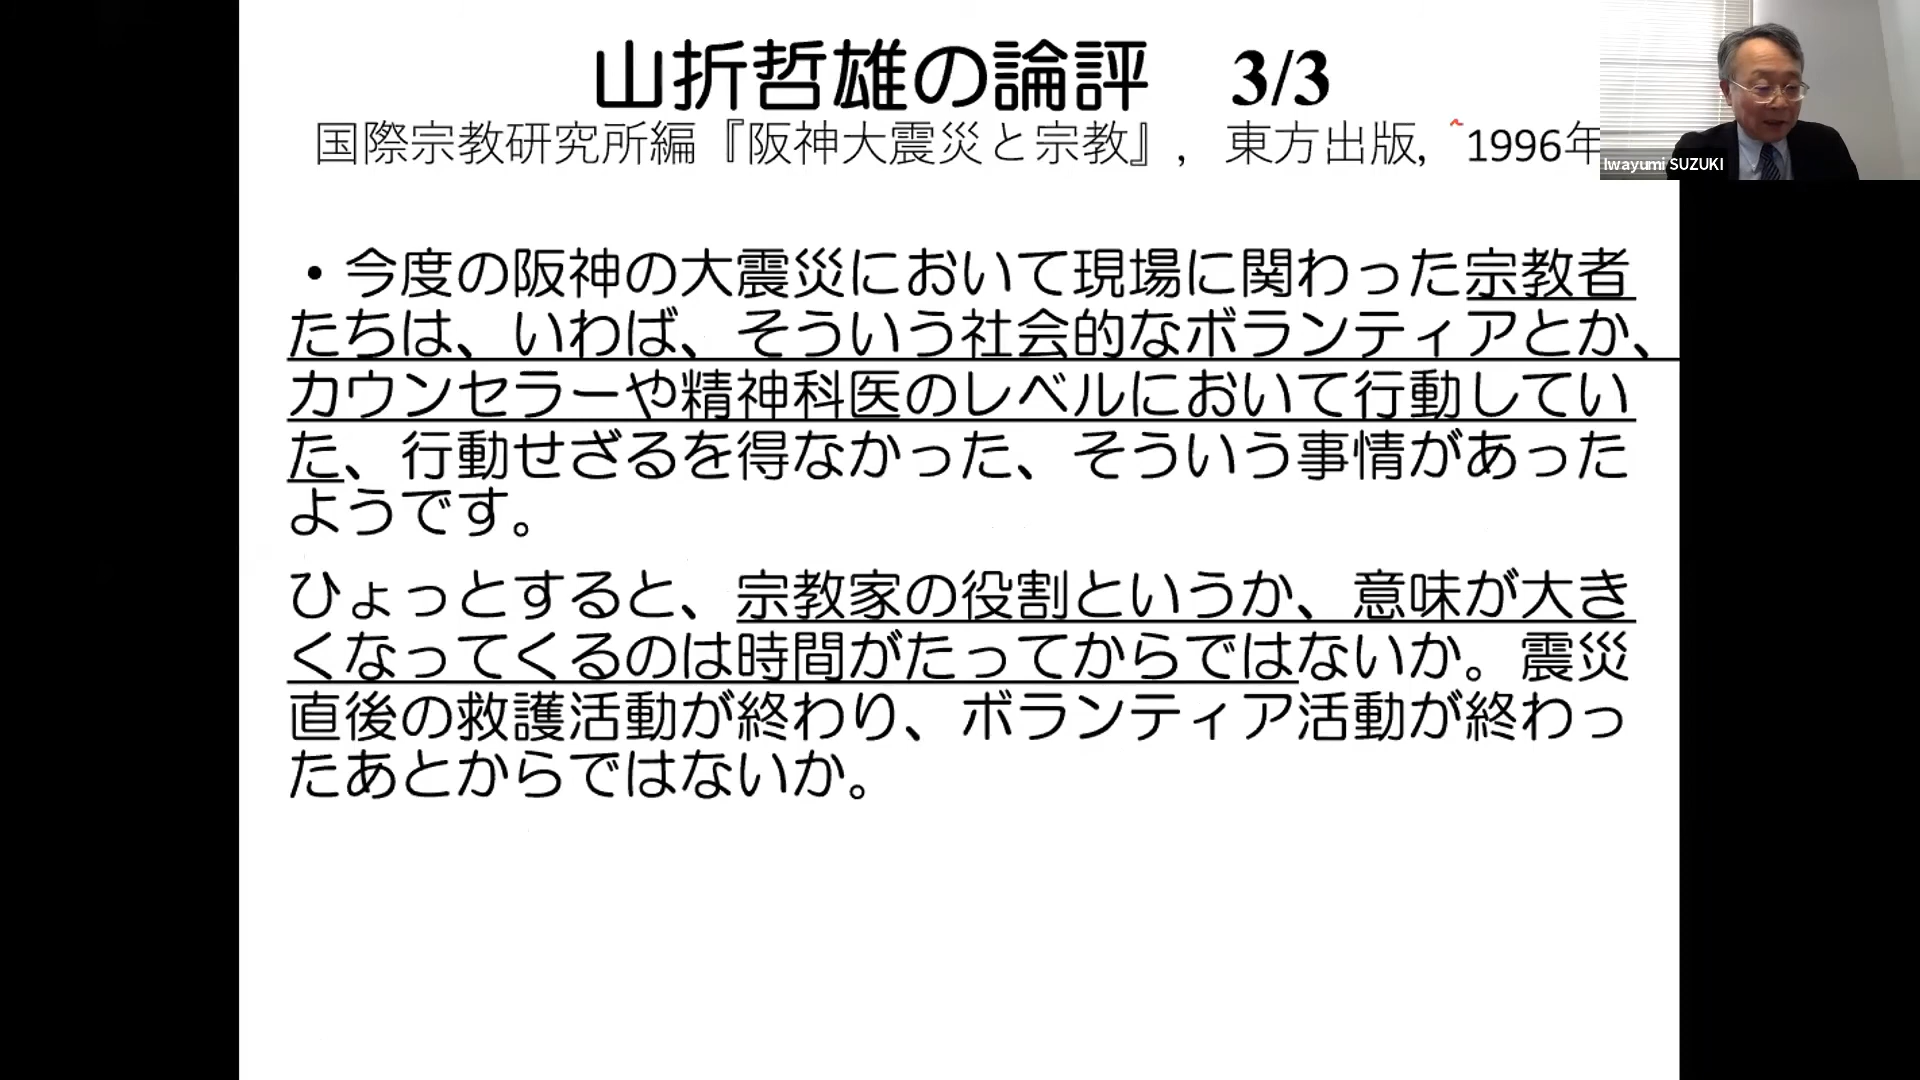 山折哲雄の論評 3/3
国際宗教研究所編『阪神大震災と宗教』, 東方出版, 1996年
Iwayumi SUZUKI
・今度の阪神の大震災において現場に関わった宗教者
たちは、いわば、そういう社会的なボランティアとか、
カウンセラーや精神科医のレベルにおいて行動してい
た、行動せざるを得なかった、そういう事情があった
ようです。
ひょっとすると、宗教家の役割というか、意味が大き
くなってくるのは時間がたってからではないか。震災
直後の救護活動が終わり、ボランティア活動が終わっ
たあとからではないか。